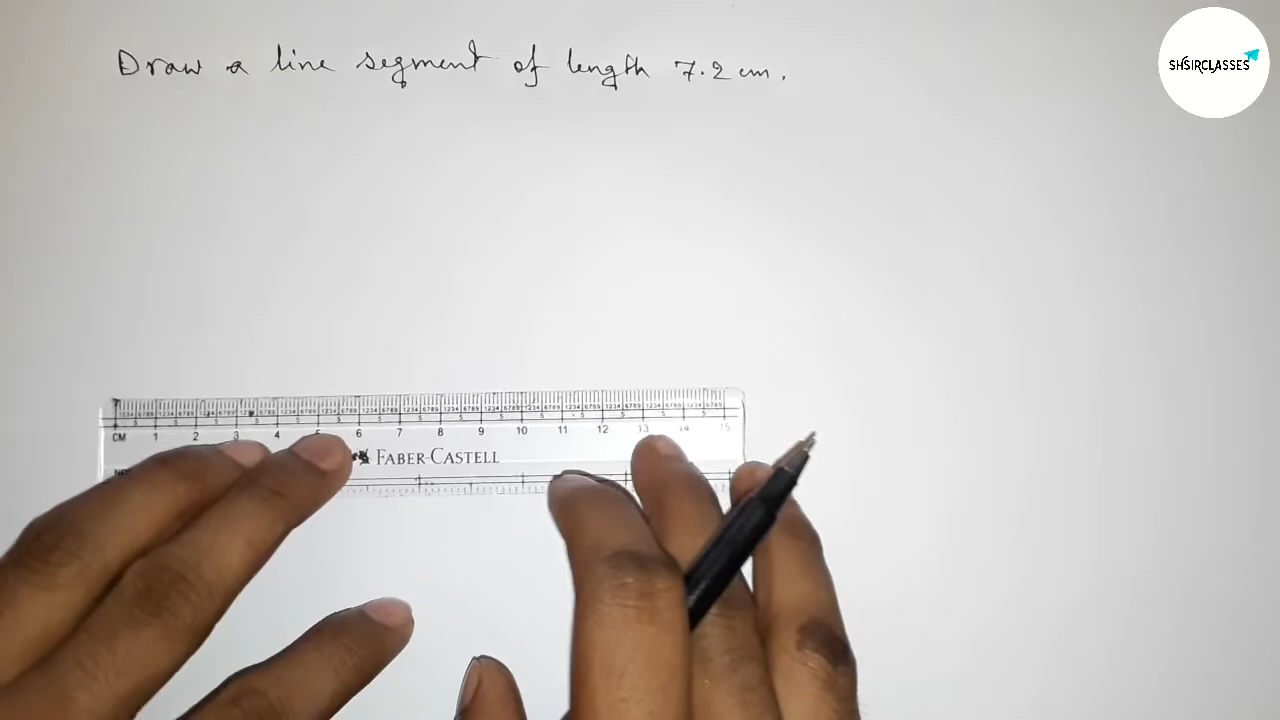 Draw a line segment of length 7.2 cm.
SHSIRCLASSES
CM 1 2 3 4 5 6 7 8 9 10 11 12 13 14 15
FABER-CASTELL